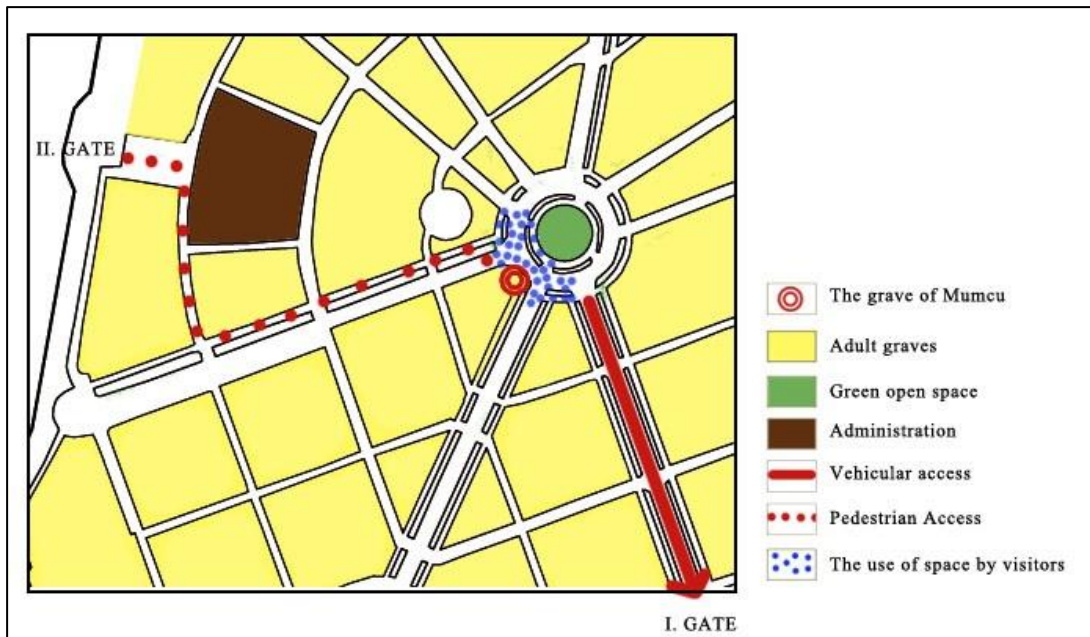 II. GATE
The grave of Mumcu
Adult graves
Green open space
Administration
Vehicular access
Pedestrian Access
The use of space by visitors
I. GATE